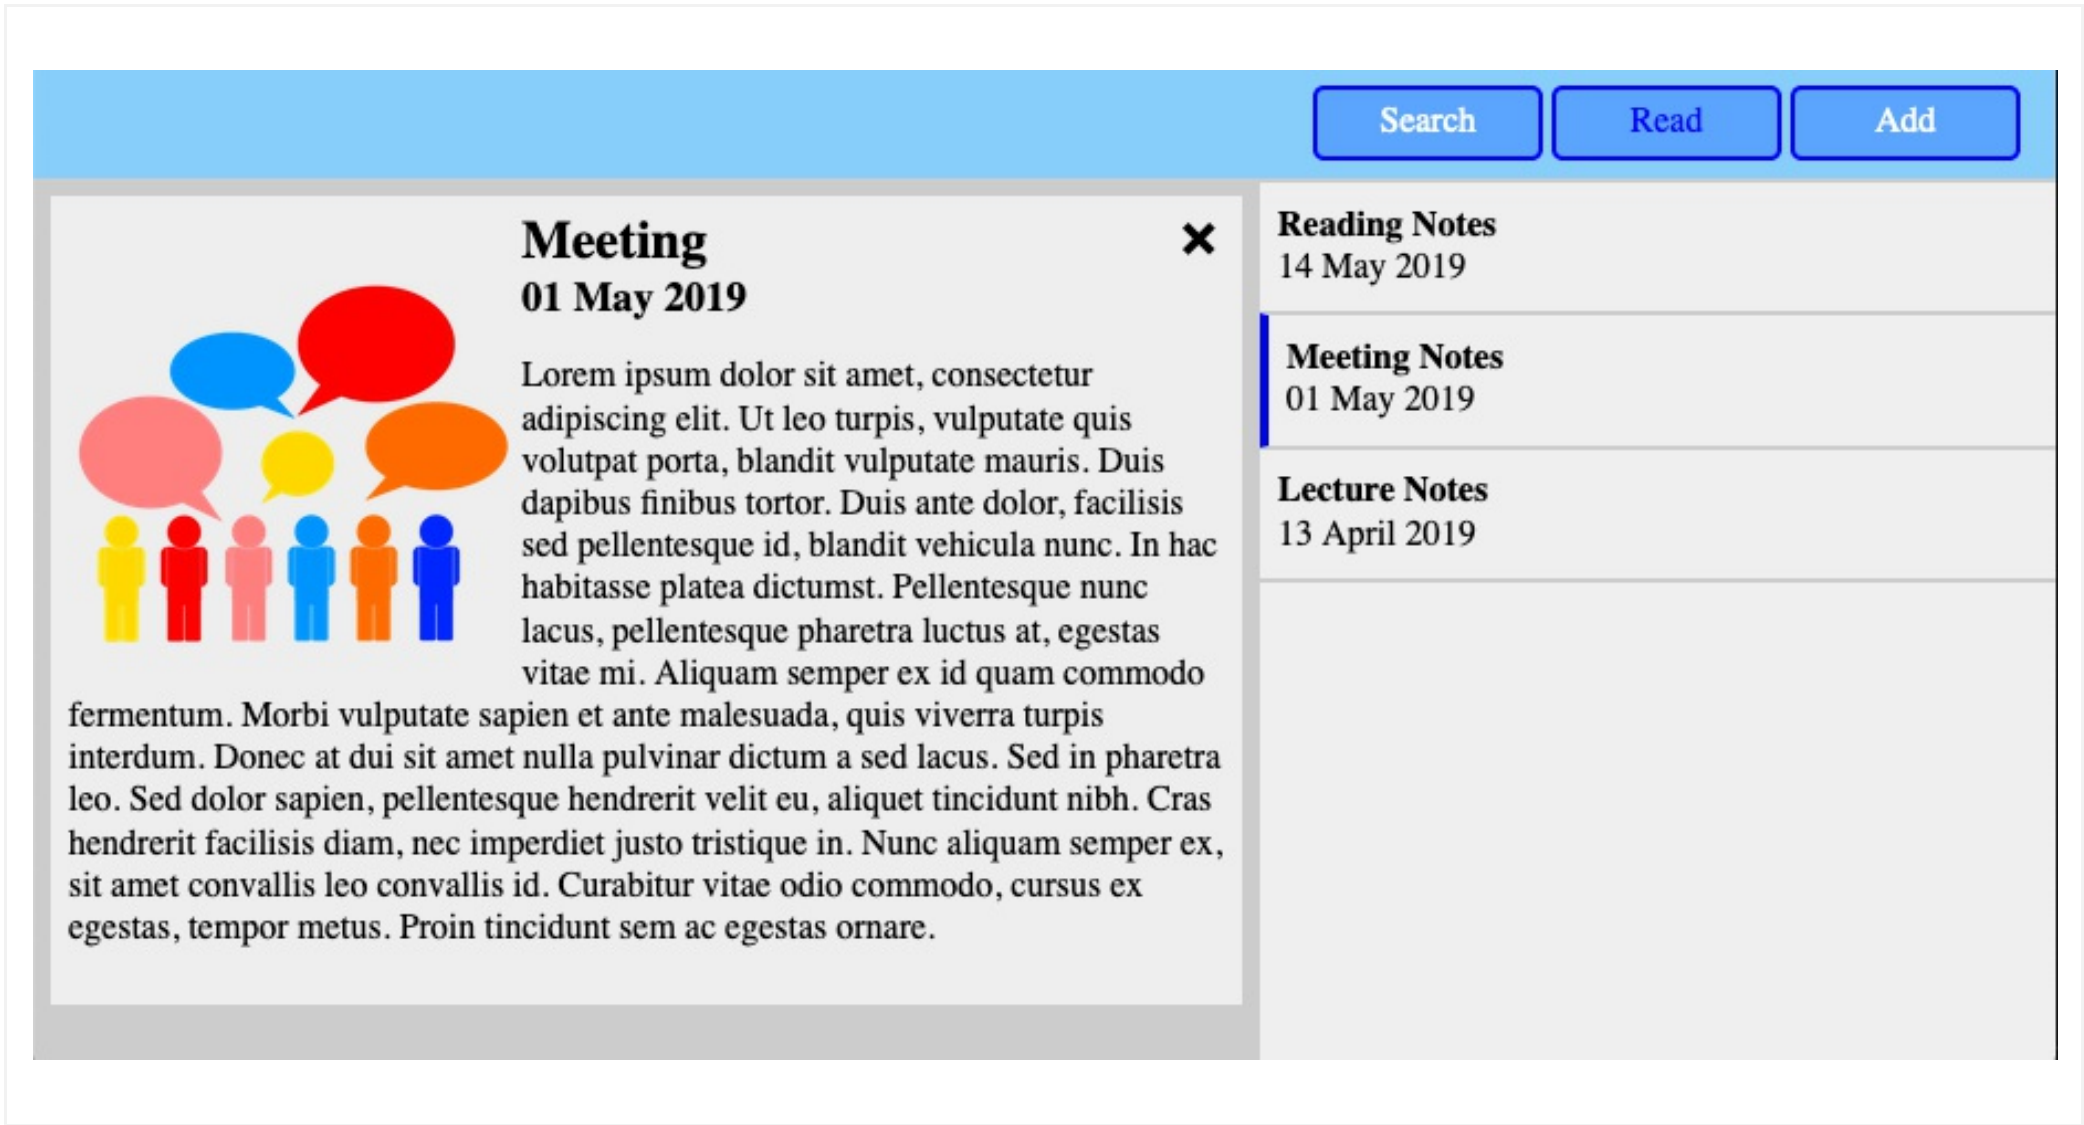 Search Read Add
Meeting
01 May 2019
Lorem ipsum dolor sit amet, consectetur
adipiscing elit. Ut leo turpis, vulputate quis
volutpat porta, blandit vulputate mauris. Duis
dapibus finibus tortor. Duis ante dolor, facilisis
sed pellentesque id, blandit vehicula nunc. In hac
habitasse platea dictumst. Pellentesque nunc
lacus, pellentesque pharetra luctus at, egestas
vitae mi. Aliquam semper ex id quam commodo
fermentum. Morbi vulputate sapien et ante malesuada, quis viverra turpis
interdum. Donec at dui sit amet nulla pulvinar dictum a sed lacus. Sed in pharetra
leo. Sed dolor sapien, pellentesque hendrerit velit eu, aliquet tincidunt nibh. Cras
hendrerit facilisis diam, nec imperdiet justo tristique in. Nunc aliquam semper ex,
sit amet convallis leo convallis id. Curabitur vitae odio commodo, cursus ex
egestas, tempor metus. Proin tincidunt sem ac egestas ornare.
Reading Notes
14 May 2019
Meeting Notes
01 May 2019
Lecture Notes
13 April 2019